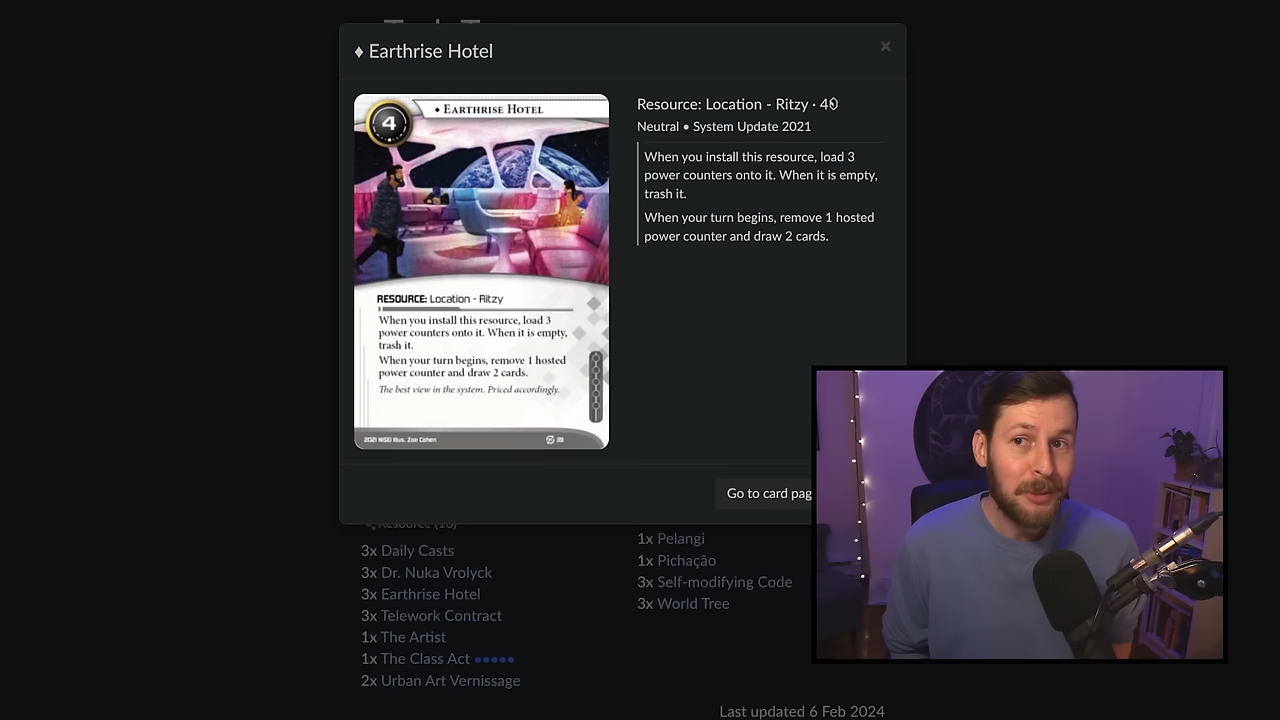 ♦ Earthrise Hotel
×
4
♦ Earthrise Hotel
RESOURCE: Location - Ritzy
When you install this resource, load 3
power counters onto it. When it is empty,
trash it.
When your turn begins, remove 1 hosted
power counter and draw 2 cards.
The best view in the system. Priced accordingly.
2021 NISEI Illus. Zoe Cohen
Resource: Location - Ritzy · 4
Neutral • System Update 2021
When you install this resource, load 3
power counters onto it. When it is empty,
trash it.
When your turn begins, remove 1 hosted
power counter and draw 2 cards.
Go to card pag
Resource (16)
3x Daily Casts
3x Dr. Nuka Vrolyck
3x Earthrise Hotel
3x Telework Contract
1x The Artist
1x The Class Act •••••
2x Urban Art Vernissage
1x Pelangi
1x Pichação
3x Self-modifying Code
3x World Tree
Last updated 6 Feb 2024